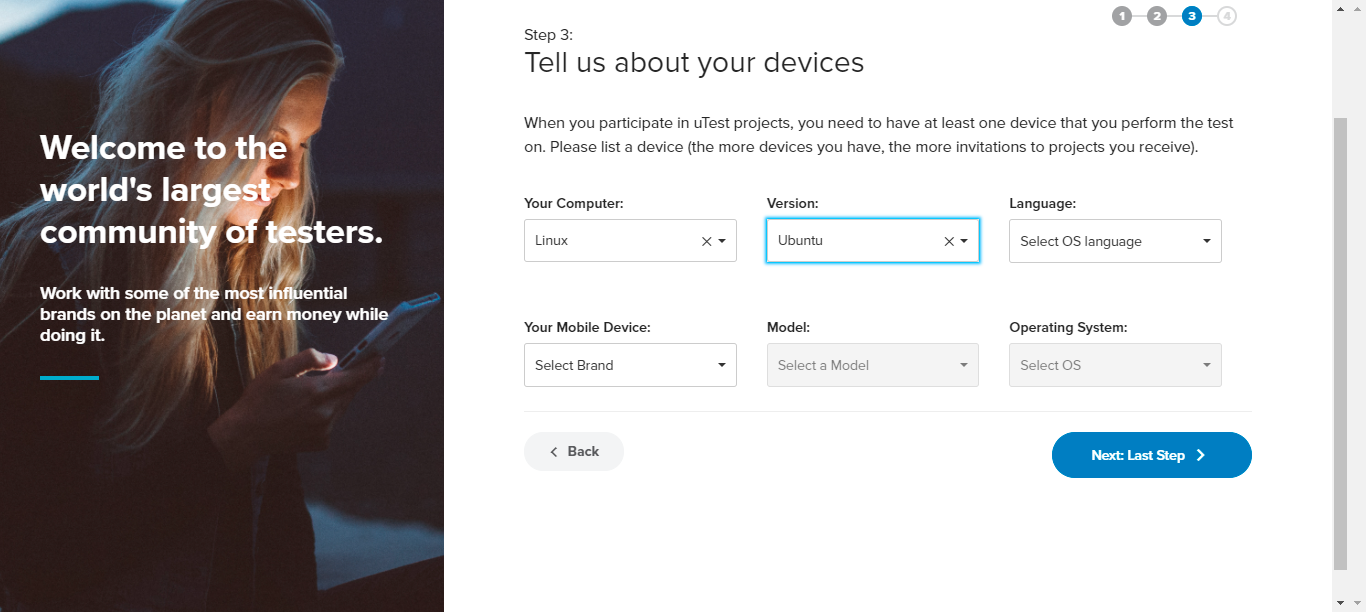 Welcome to the
world's largest
community of testers.
Work with some of the most influential
brands on the planet and earn money while
doing it.
1 2 3 4
Step 3:
Tell us about your devices
When you participate in uTest projects, you need to have at least one device that you perform the test
on. Please list a device (the more devices you have, the more invitations to projects you receive).
Your Computer: Version: Language:
Linux Ubuntu Select OS language
Your Mobile Device: Model: Operating System:
Select Brand Select a Model Select OS
Back Next: Last Step